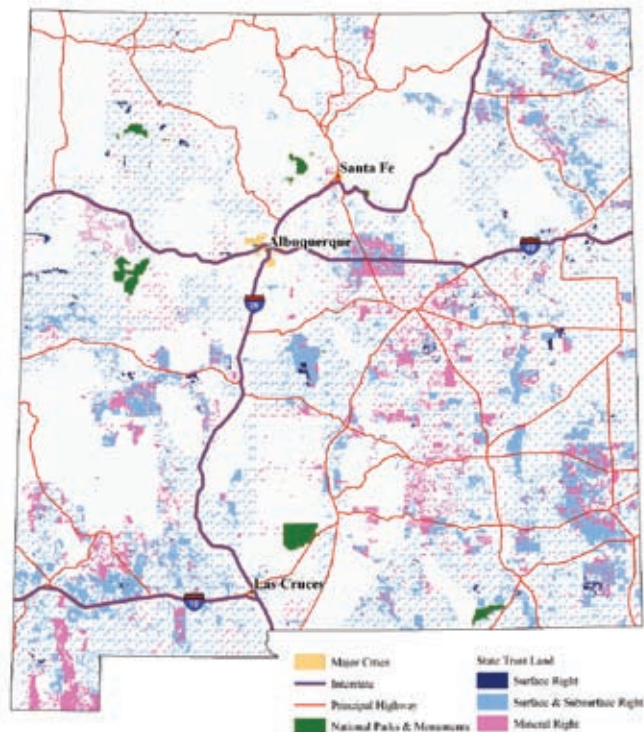 Santa Fe
Albuquerque
Las Cruces
Major Cities
Interstate
Principal Highway
National Parks & Monuments
State Trust Land
Surface Right
Surface & Subsurface Right
Mineral Right